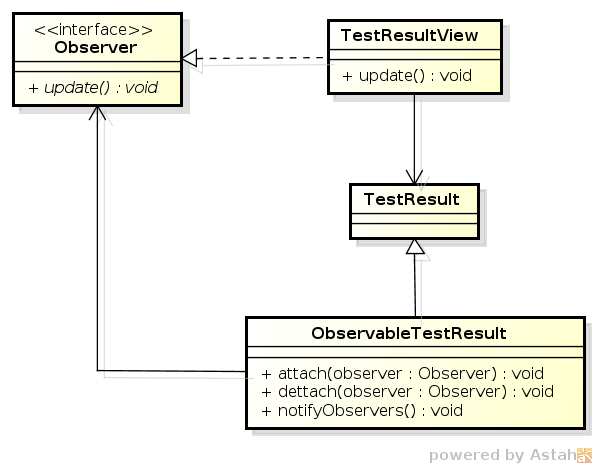 <<interface>>
Observer
+ update() : void
TestResultView
+ update() : void
TestResult
ObservableTestResult
+ attach(observer : Observer) : void
+ dettach(observer : Observer) : void
+ notifyObservers() : void
powered by Astah